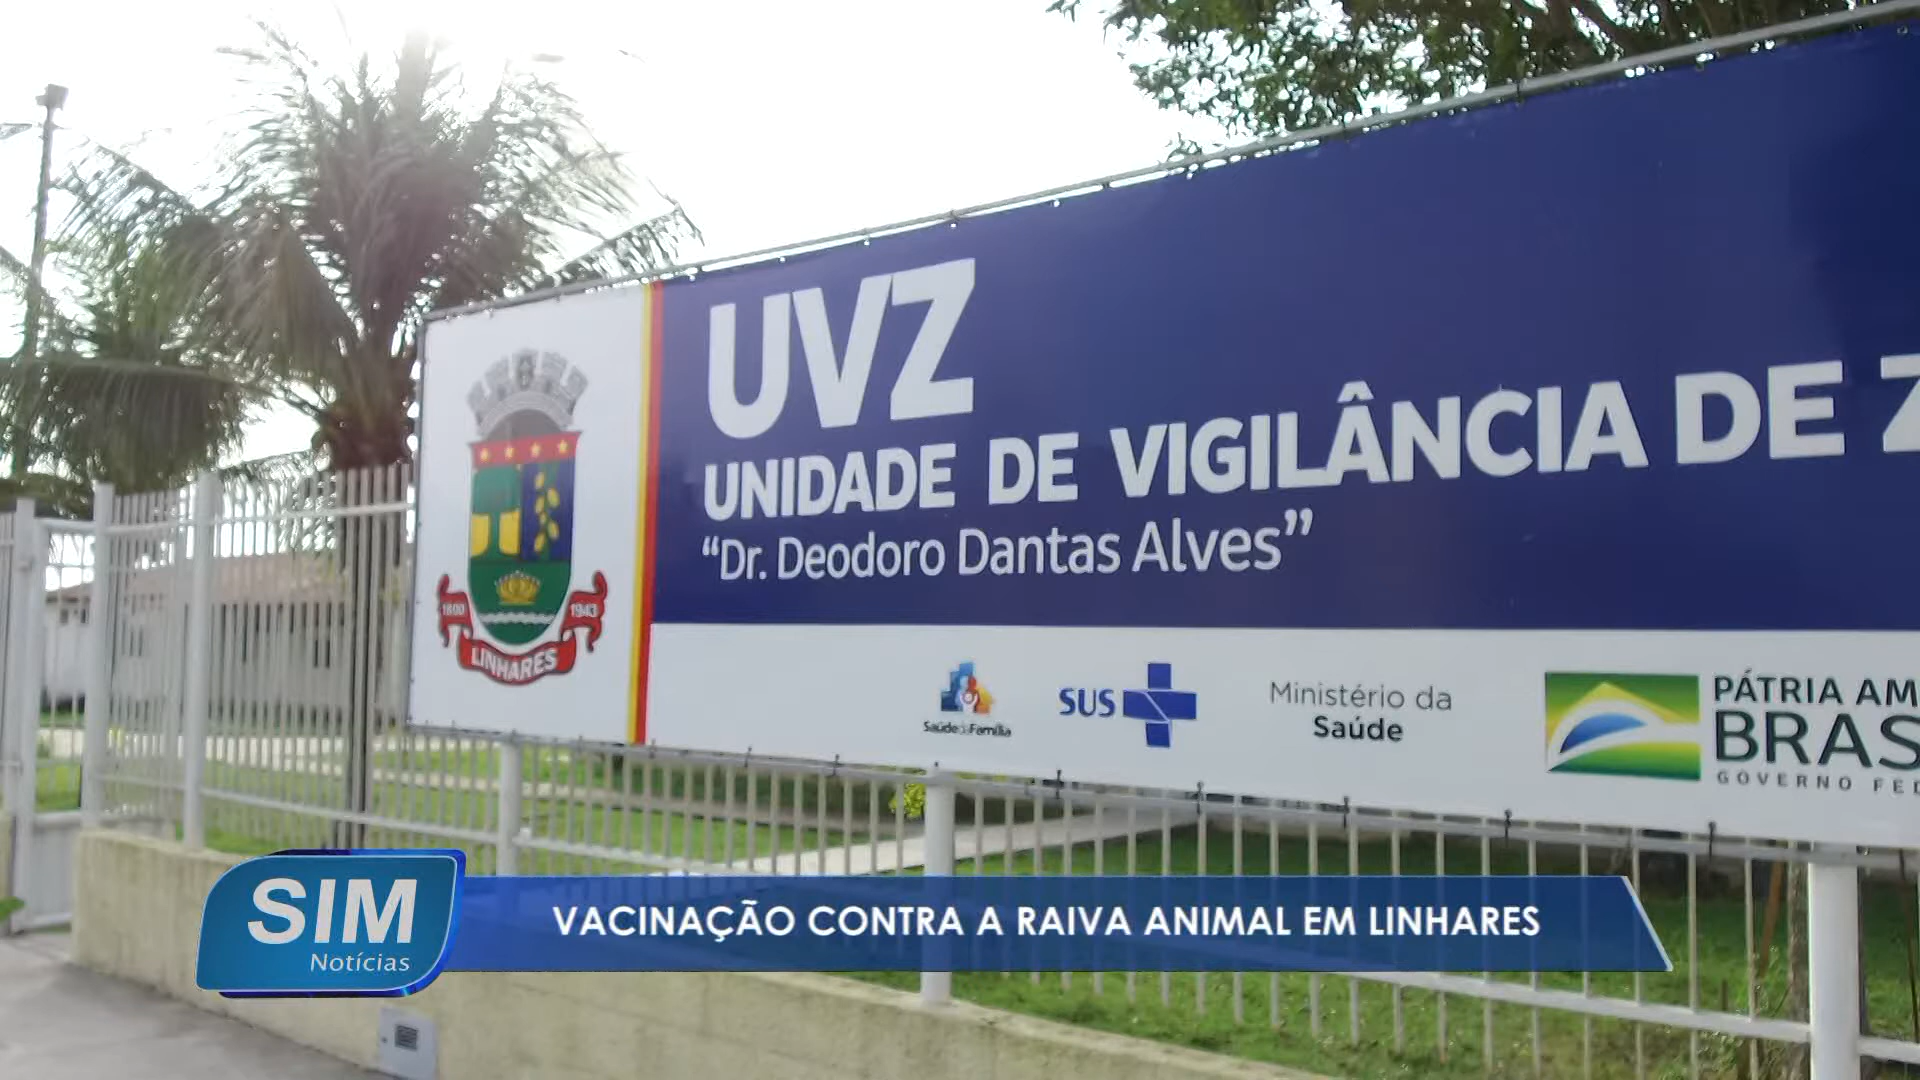 UVZ
UNIDADE DE VIGILÂNCIA DE Z
“Dr. Deodoro Dantas Alves”
1800
1943
LINHARES
Saúde da Família
SUS
Ministério da
Saúde
PÁTRIA AM
BRAS
GOVERNO FED
SIM
Notícias
VACINAÇÃO CONTRA A RAIVA ANIMAL EM LINHARES